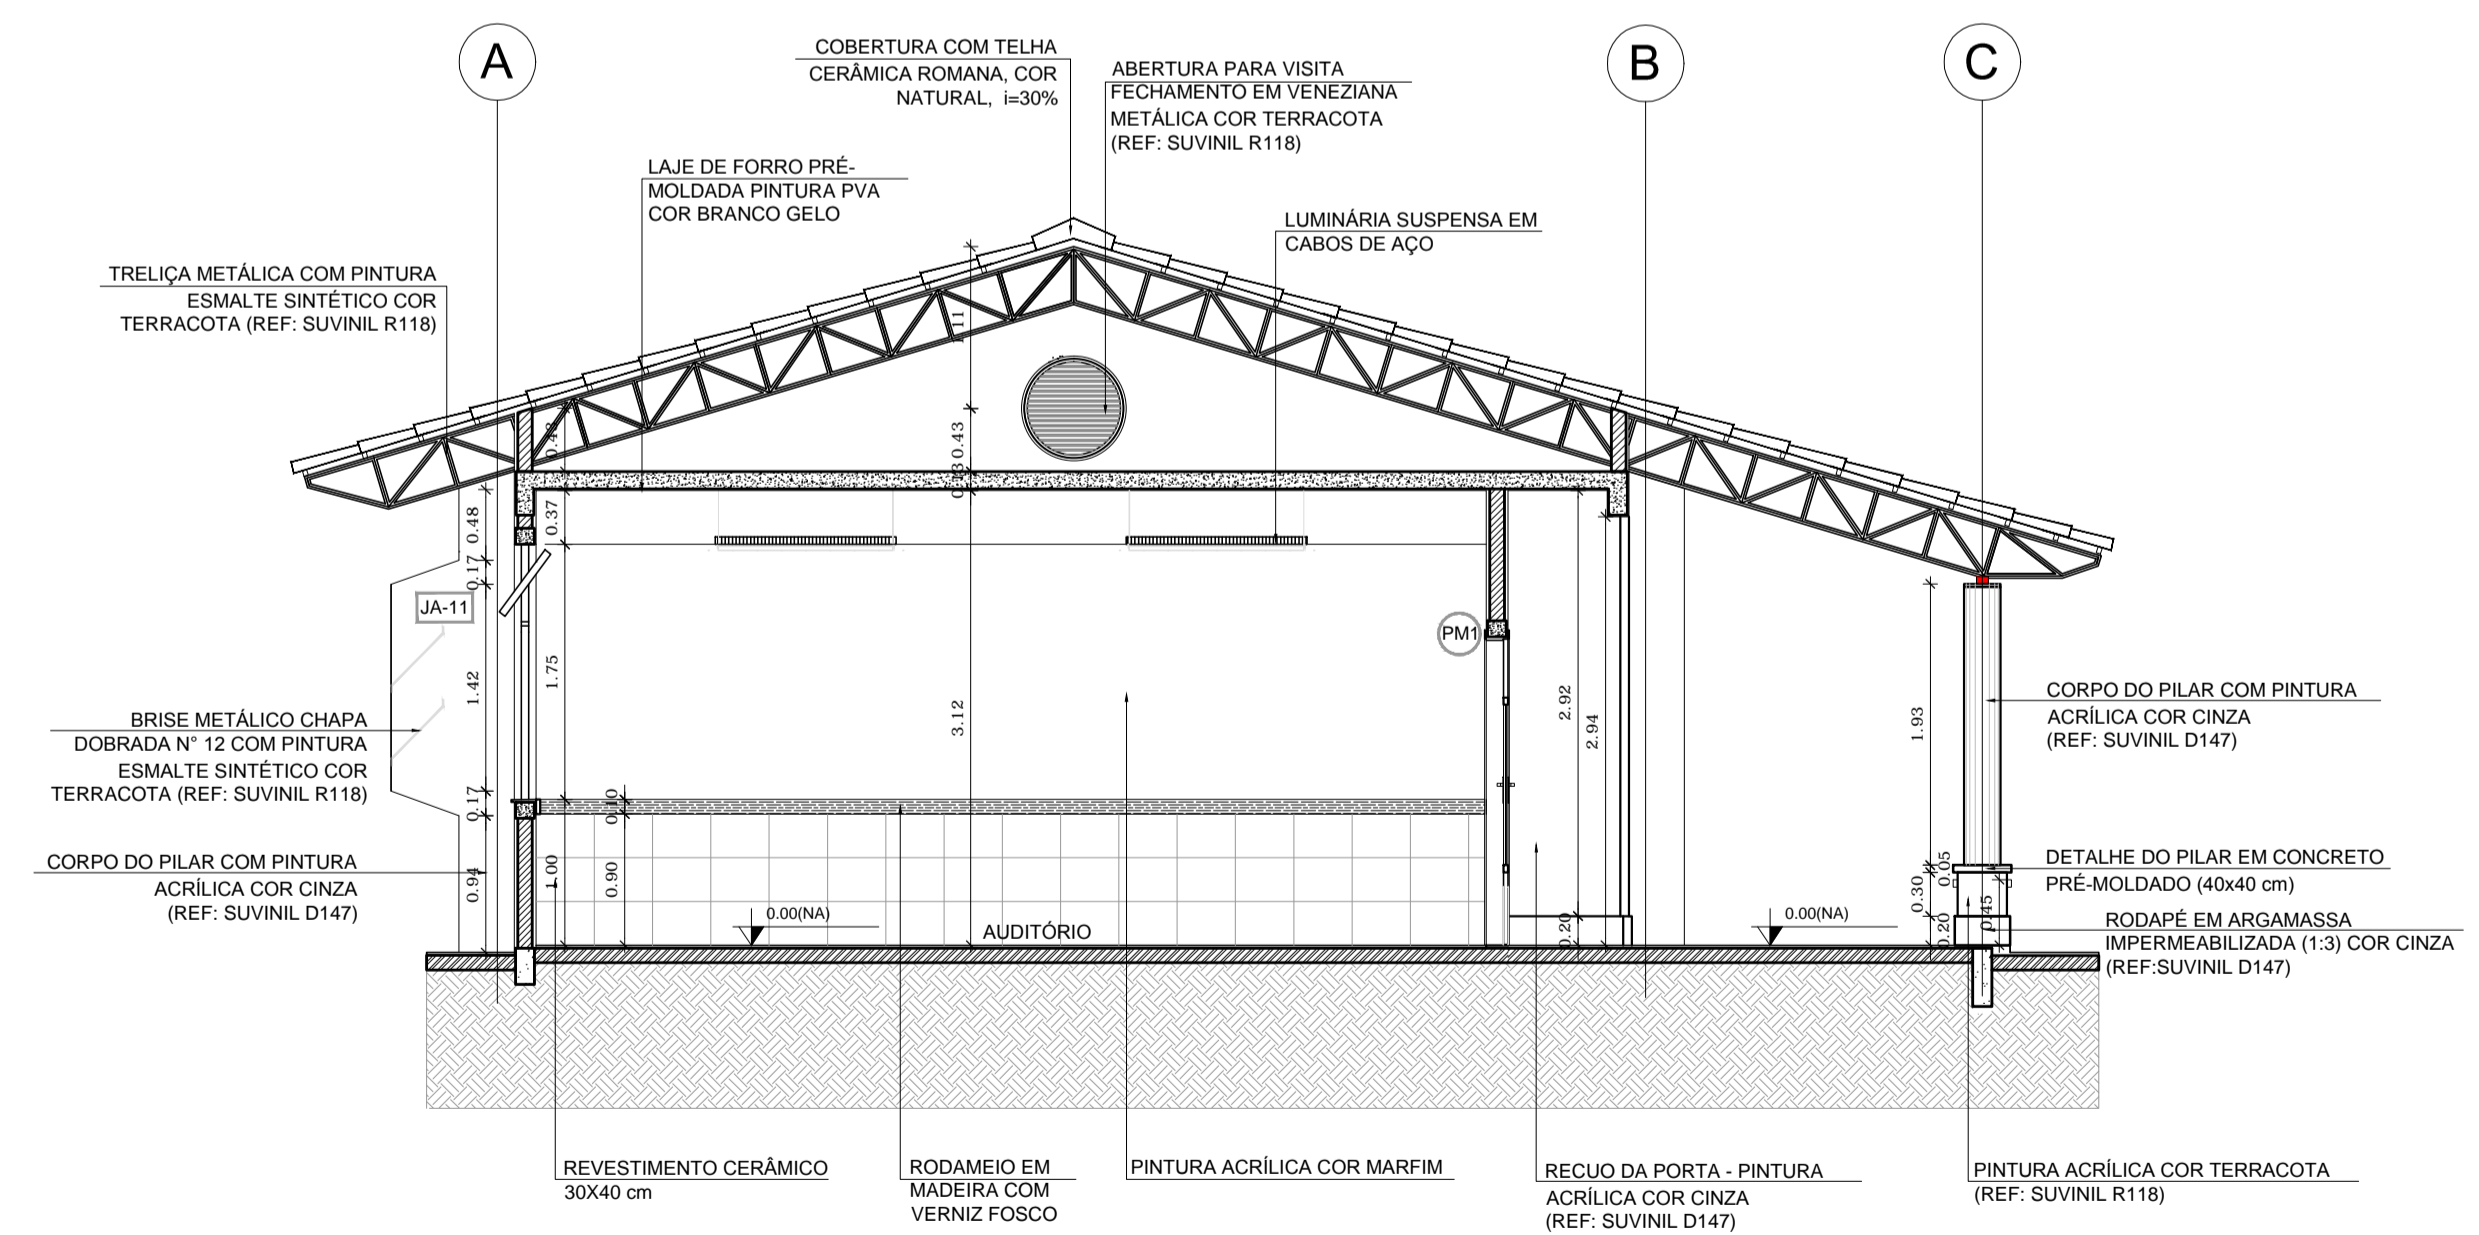 A
B
C
COBERTURA COM TELHA
CERÂMICA ROMANA, COR
NATURAL, i=30%
ABERTURA PARA VISITA
FECHAMENTO EM VENEZIANA
METÁLICA COR TERRACOTA
(REF: SUVINIL R118)
LAJE DE FORRO PRÉ-
MOLDADA PINTURA PVA
COR BRANCO GELO
LUMINÁRIA SUSPENSA EM
CABOS DE AÇO
TRELIÇA METÁLICA COM PINTURA
ESMALTE SINTÉTICO COR
TERRACOTA (REF: SUVINIL R118)
0.43
0.48
0.37
0.17
JA-11
1.42
1.75
3.12
PM1
2.92
2.94
1.93
CORPO DO PILAR COM PINTURA
ACRÍLICA COR CINZA
(REF: SUVINIL D147)
BRISE METÁLICO CHAPA
DOBRADA N° 12 COM PINTURA
ESMALTE SINTÉTICO COR
TERRACOTA (REF: SUVINIL R118)
0.17
0.10
CORPO DO PILAR COM PINTURA
ACRÍLICA COR CINZA
(REF: SUVINIL D147)
0.94
1.00
0.90
0.00(NA)
AUDITÓRIO
0.20
0.00(NA)
0.05
0.30
0.20
0.45
DETALHE DO PILAR EM CONCRETO
PRÉ-MOLDADO (40x40 cm)
RODAPÉ EM ARGAMASSA
IMPERMEABILIZADA (1:3) COR CINZA
(REF:SUVINIL D147)
REVESTIMENTO CERÂMICO
30X40 cm
RODAMEIO EM
MADEIRA COM
VERNIZ FOSCO
PINTURA ACRÍLICA COR MARFIM
RECUO DA PORTA - PINTURA
ACRÍLICA COR CINZA
(REF: SUVINIL D147)
PINTURA ACRÍLICA COR TERRACOTA
(REF: SUVINIL R118)